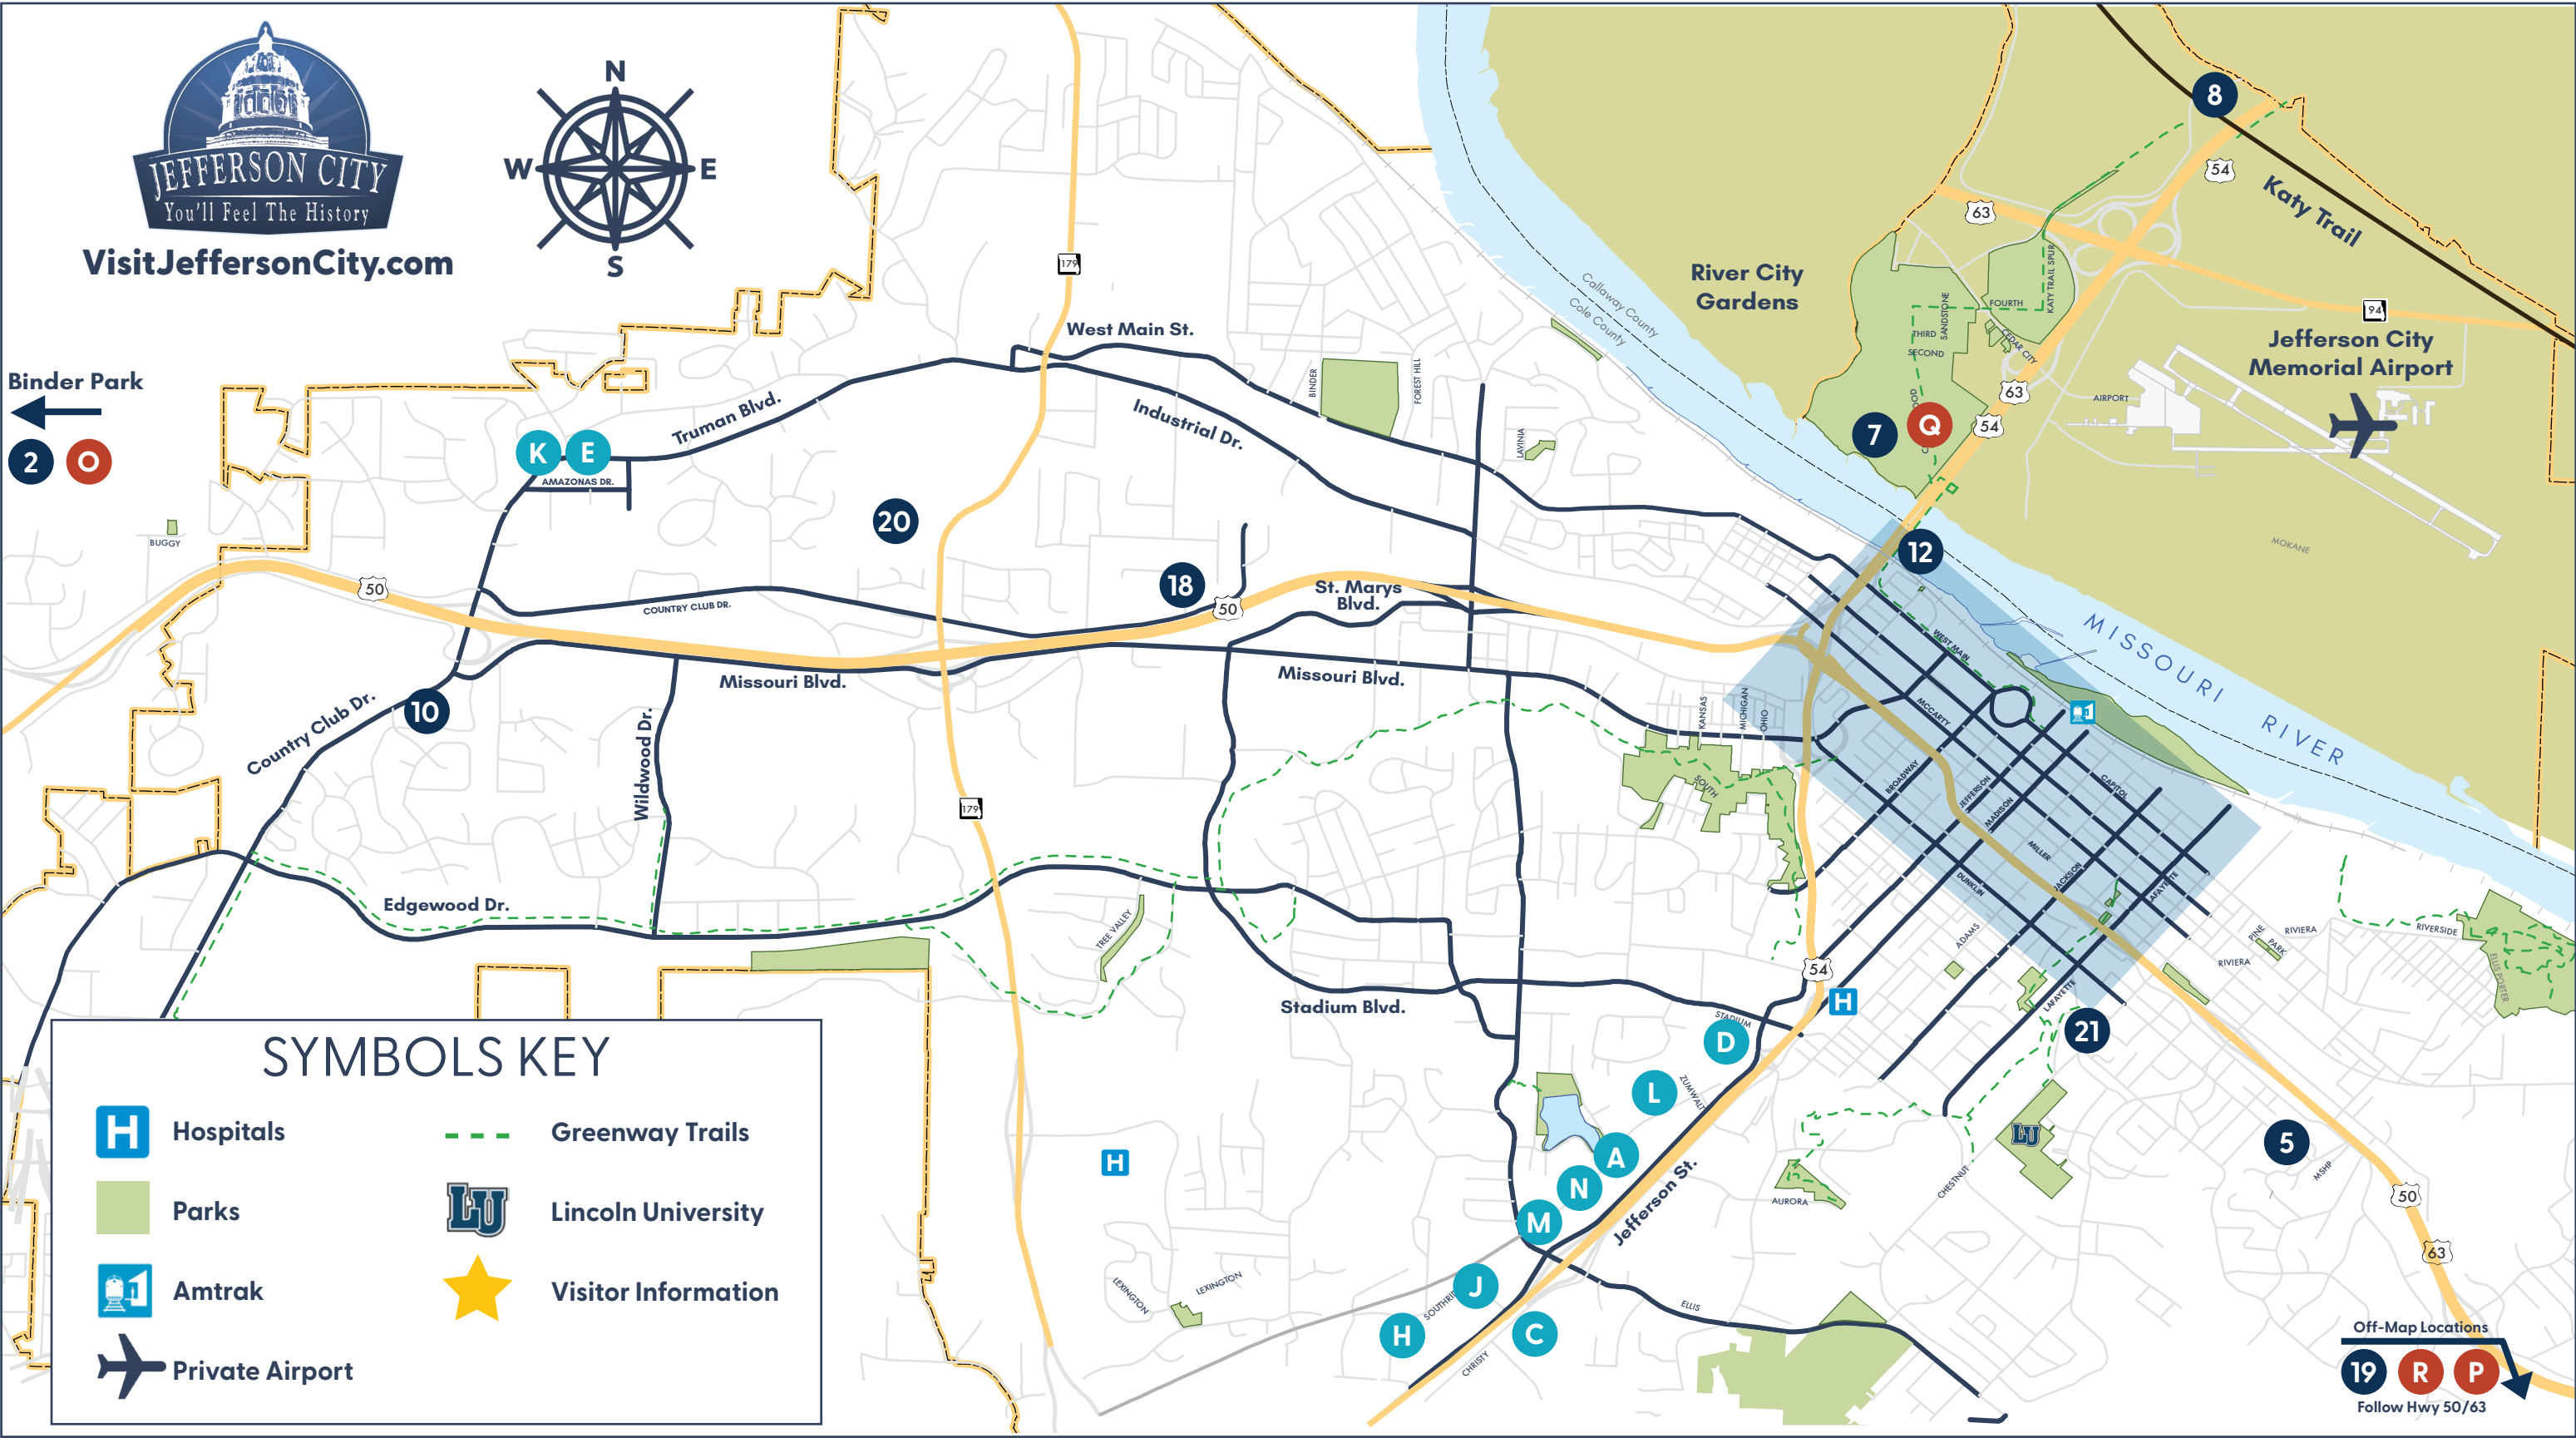 JEFFERSON CITY
You'll Feel The History
VisitJeffersonCity.com
N
W
E
S
8
54
Katy Trail
63
179
River City
Gardens
Callaway County
Cole County
KATY TRAIL SPUR
SANDSTONE
FOURTH
THIRD
SECOND
CEDAR CITY
94
Jefferson City
Memorial Airport
AIRPORT
MOKANE
63
54
7
Q
12
West Main St.
Binder Park
2
O
BUGGY
Truman Blvd.
K
E
AMAZONAS DR.
Industrial Dr.
BINDER
FOREST HILL
LAVINIA
20
18
50
50
St. Marys
Blvd.
COUNTRY CLUB DR.
Missouri Blvd.
Missouri Blvd.
10
Country Club Dr.
Wildwood Dr.
179
KANSAS
MICHIGAN
OHIO
SOUTH
WEST MAIN
MCCARTY
BROADWAY
JEFFERSON
MADISON
CAPITOL
MILLER
DUNKLIN
JACKSON
LAFAYETTE
ADAMS
LAFAYETTE
MISSOURI RIVER
Edgewood Dr.
TREE VALLEY
Stadium Blvd.
STADIUM
54
H
PINE
PARK
RIVIERA
RIVIERA
RIVERSIDE
ELLIS PORTER
21
D
L
ZUMWALT
A
N
M
Jefferson St.
J
H
C
CHRISTY
ELLIS
LEXINGTON
LEXINGTON
H
AURORA
CHESTNUT
LU
5
MSHP
50
63
Off-Map Locations
19
R
P
Follow Hwy 50/63
SYMBOLS KEY
H
Hospitals
Greenway Trails
Parks
LU
Lincoln University
Amtrak
Visitor Information
Private Airport